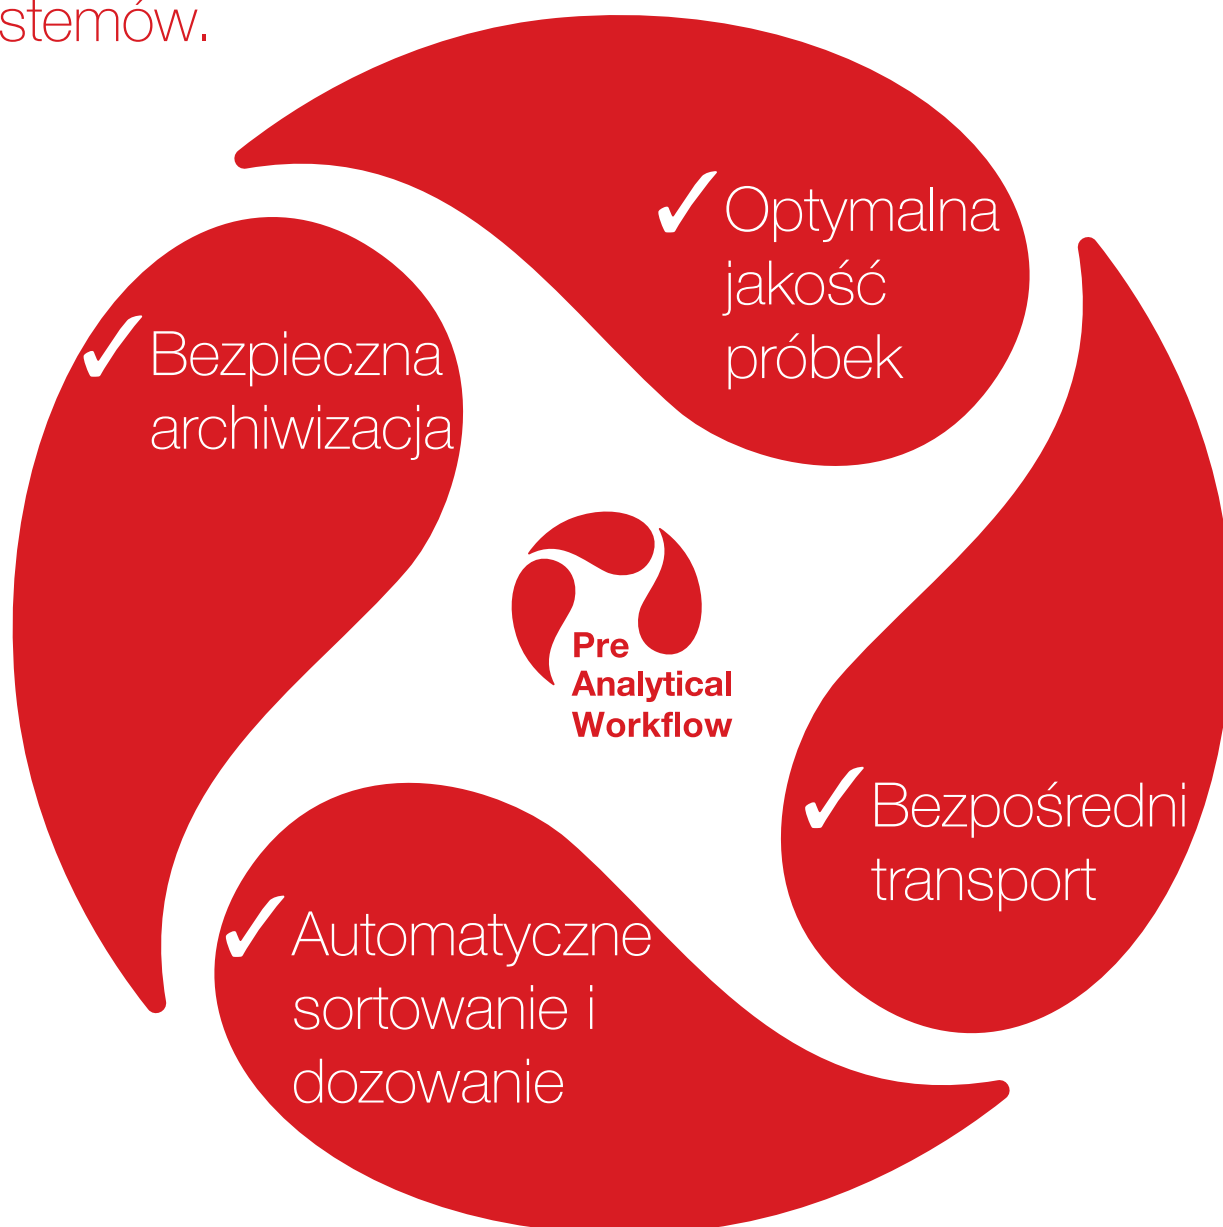 stemów.
✓ Optymalna
jakość
próbek
✓ Bezpieczna
archiwizacja
Pre
Analytical
Workflow
✓ Bezpośredni
transport
✓ Automatyczne
sortowanie i
dozowanie